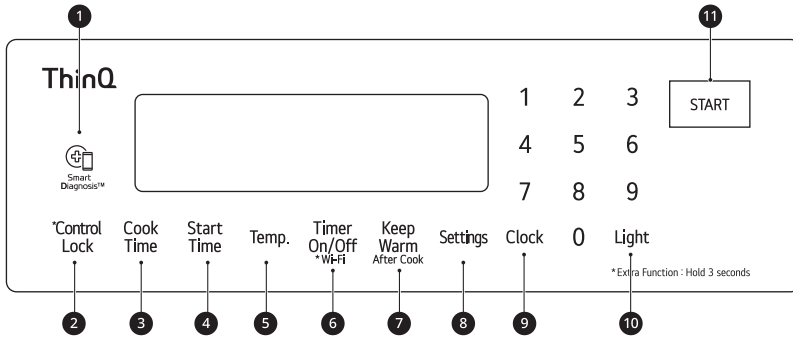 1
11
ThinQ
1 2 3
START
4 5 6
Smart
Diagnosis™
7 8 9
*Control
Lock
Cook
Time
Start
Time
Temp.
Timer
On/Off
*Wi-Fi
Keep
Warm
After Cook
Settings
Clock
0
Light
*Extra Function : Hold 3 seconds
2 3 4 5 6 7 8 9 10